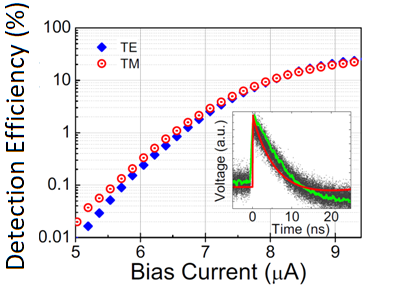 Detection Efficiency (%)
100
10
1
0.1
0.01
TE
TM
Voltage (a.u.)
0 10 20
Time (ns)
5 6 7 8 9
Bias Current (μA)